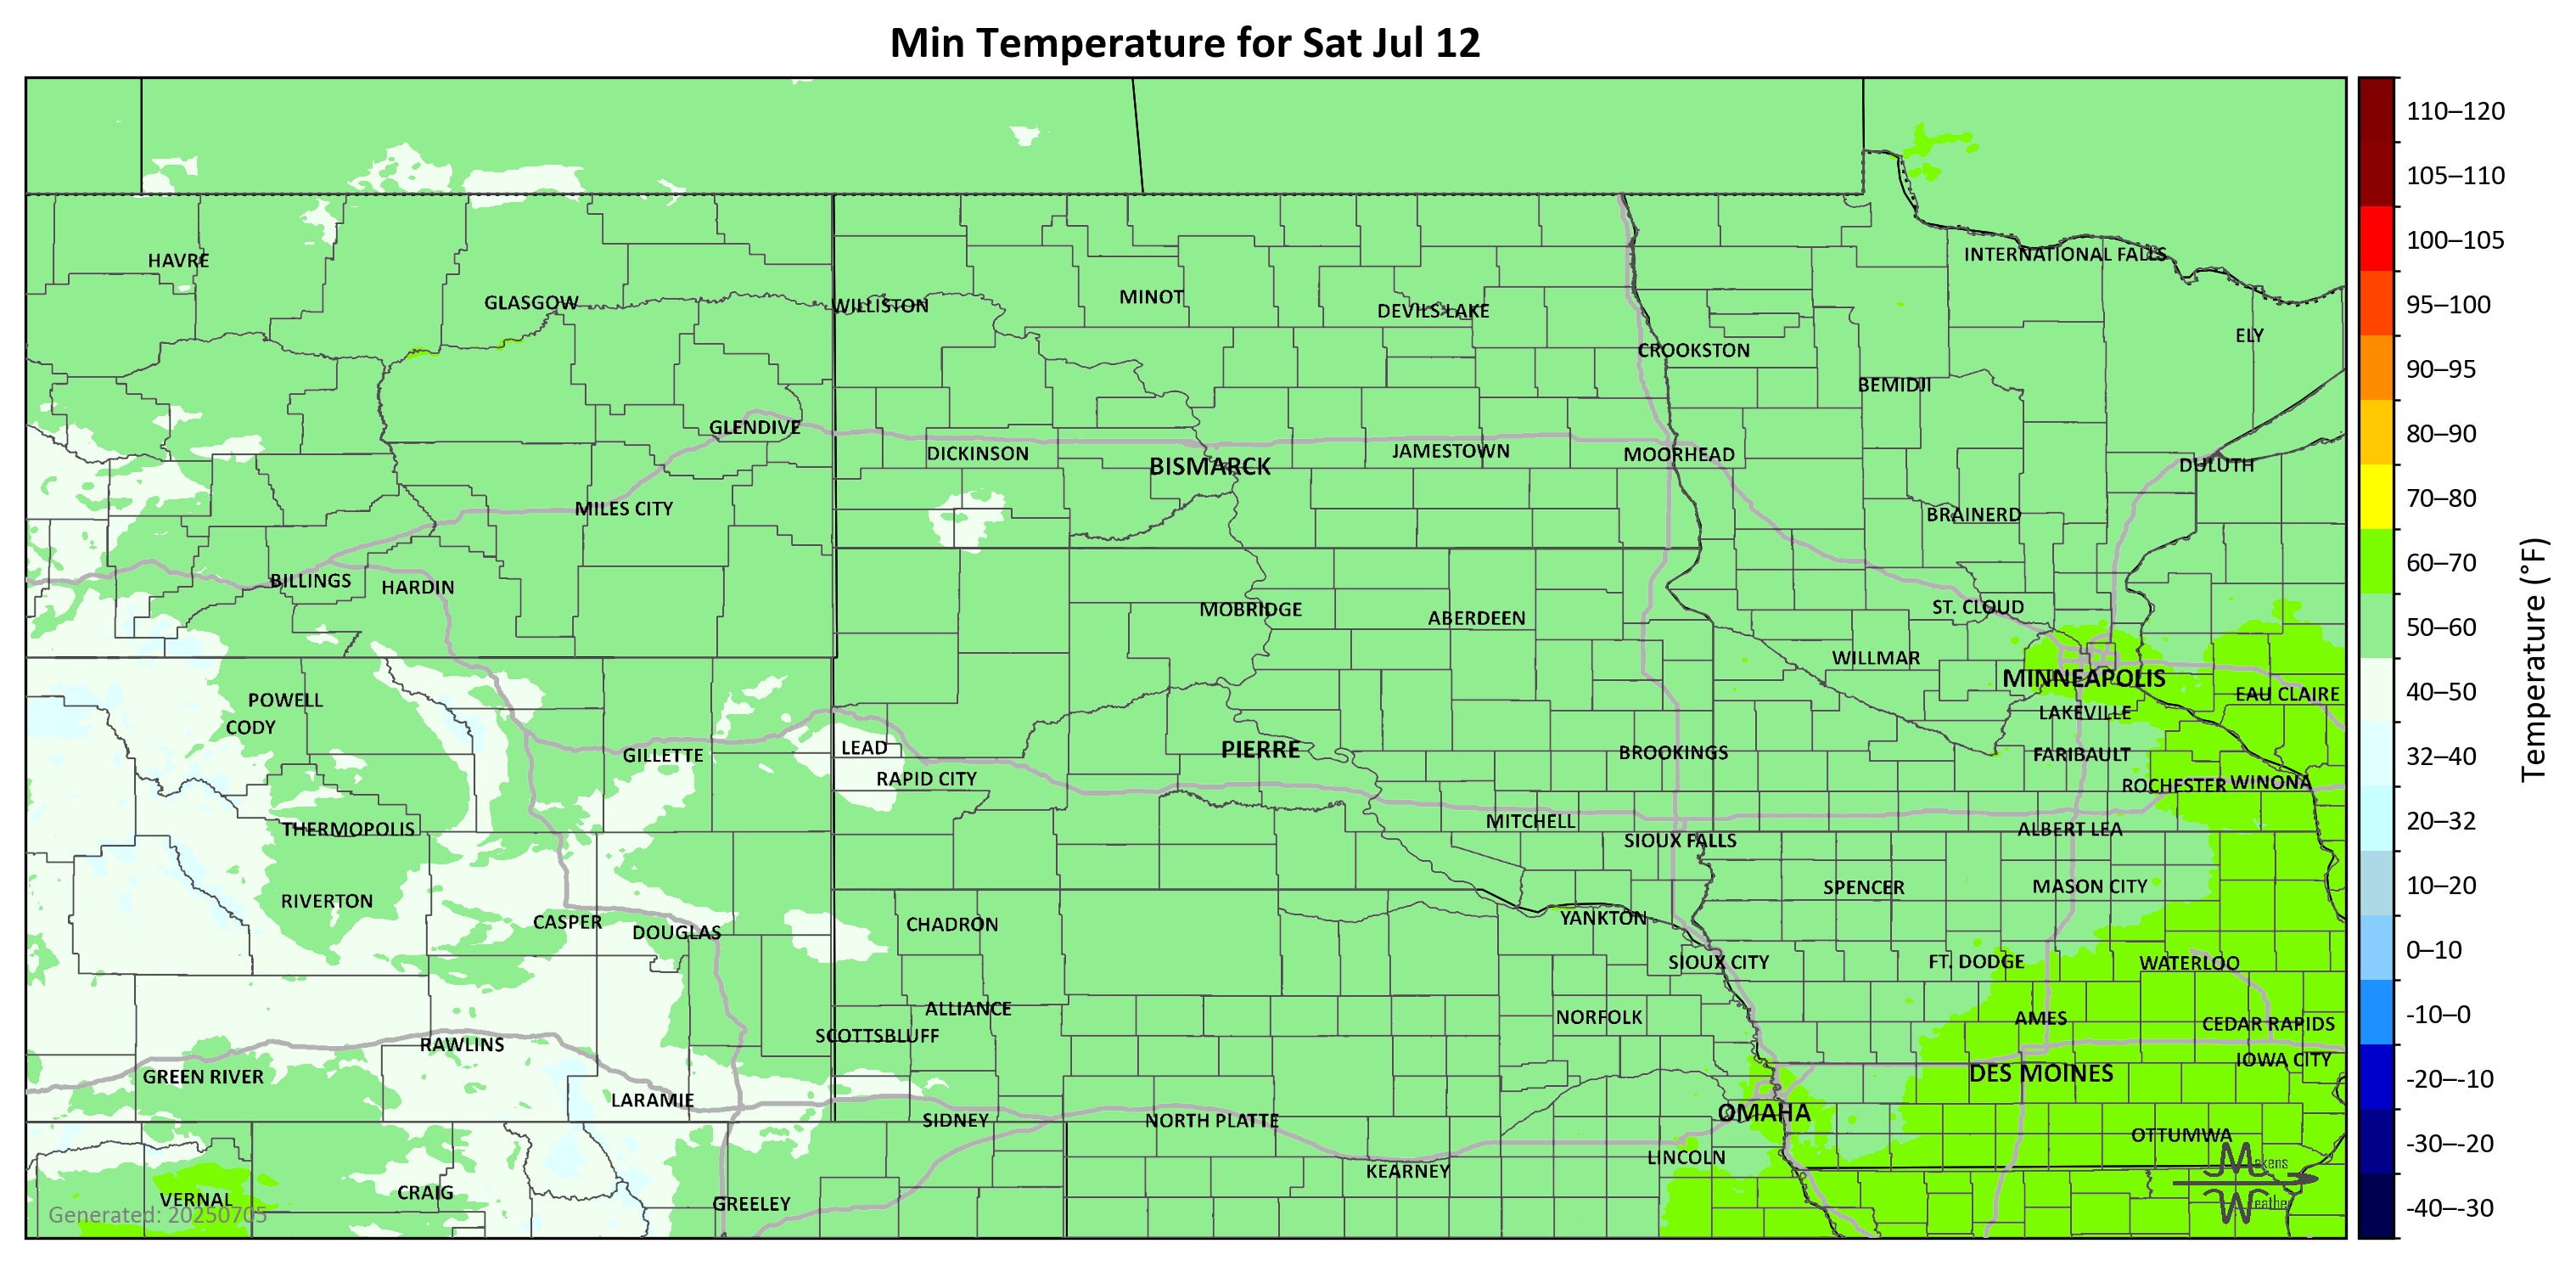 Min Temperature for Sat Jul 12
HAVRE
GLASGOW
WILLISTON
MINOT
DEVILS LAKE
INTERNATIONAL FALLS
ELY
CROOKSTON
BEMIDJI
GLENDIVE
DICKINSON
BISMARCK
JAMESTOWN
MOORHEAD
DULUTH
MILES CITY
BRAINERD
BILLINGS
HARDIN
MOBRIDGE
ABERDEEN
ST. CLOUD
WILLMAR
MINNEAPOLIS
EAU CLAIRE
POWELL
CODY
LAKEVILLE
GILLETTE
LEAD
RAPID CITY
PIERRE
BROOKINGS
FARIBAULT
ROCHESTER
WINONA
THERMOPOLIS
MITCHELL
SIOUX FALLS
ALBERT LEA
RIVERTON
CASPER
DOUGLAS
CHADRON
YANKTON
SPENCER
MASON CITY
SIOUX CITY
FT. DODGE
WATERLOO
ALLIANCE
SCOTTSBLUFF
NORFOLK
AMES
CEDAR RAPIDS
RAWLINS
GREEN RIVER
LARAMIE
IOWA CITY
DES MOINES
SIDNEY
NORTH PLATTE
OMAHA
OTTUMWA
KEARNEY
LINCOLN
VERNAL
CRAIG
GREELEY
Generated: 20250705
Makens
Weather
110–120
105–110
100–105
95–100
90–95
80–90
70–80
60–70
50–60
40–50
32–40
20–32
10–20
0–10
-10–0
-20–-10
-30–-20
-40–-30
Temperature (°F)